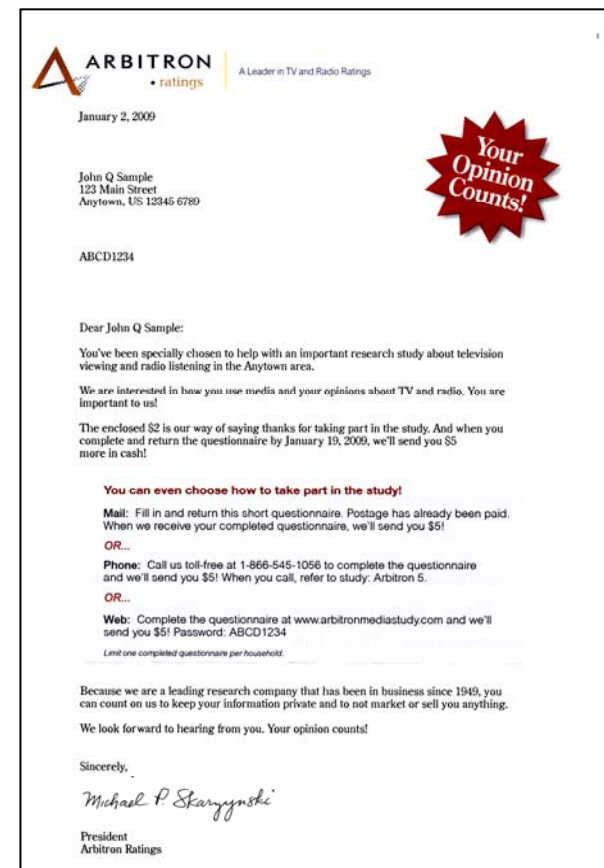 ARBITRON
• ratings
A Leader in TV and Radio Ratings
January 2, 2009
Your
Opinion
Counts!
John Q Sample
123 Main Street
Anytown, US 12345 6789
ABCD1234
Dear John Q Sample:
You've been specially chosen to help with an important research study about television
viewing and radio listening in the Anytown area.
We are interested in how you use media and your opinions about TV and radio. You are
important to us!
The enclosed $2 is our way of saying thanks for taking part in the study. And when you
complete and return the questionnaire by January 19, 2009, we'll send you $5
more in cash!
You can even choose how to take part in the study!
Mail: Fill in and return this short questionnaire. Postage has already been paid.
When we receive your completed questionnaire, we'll send you $5!
OR...
Phone: Call us toll-free at 1-866-545-1056 to complete the questionnaire
and we'll send you $5! When you call, refer to study: Arbitron 5.
OR...
Web: Complete the questionnaire at www.arbitronmediastudy.com and we'll
send you $5! Password: ABCD1234
Limit one completed questionnaire per household.
Because we are a leading research company that has been in business since 1949, you
can count on us to keep your information private and to not market or sell you anything.
We look forward to hearing from you. Your opinion counts!
Sincerely,
Michael P. Skarzynski
President
Arbitron Ratings